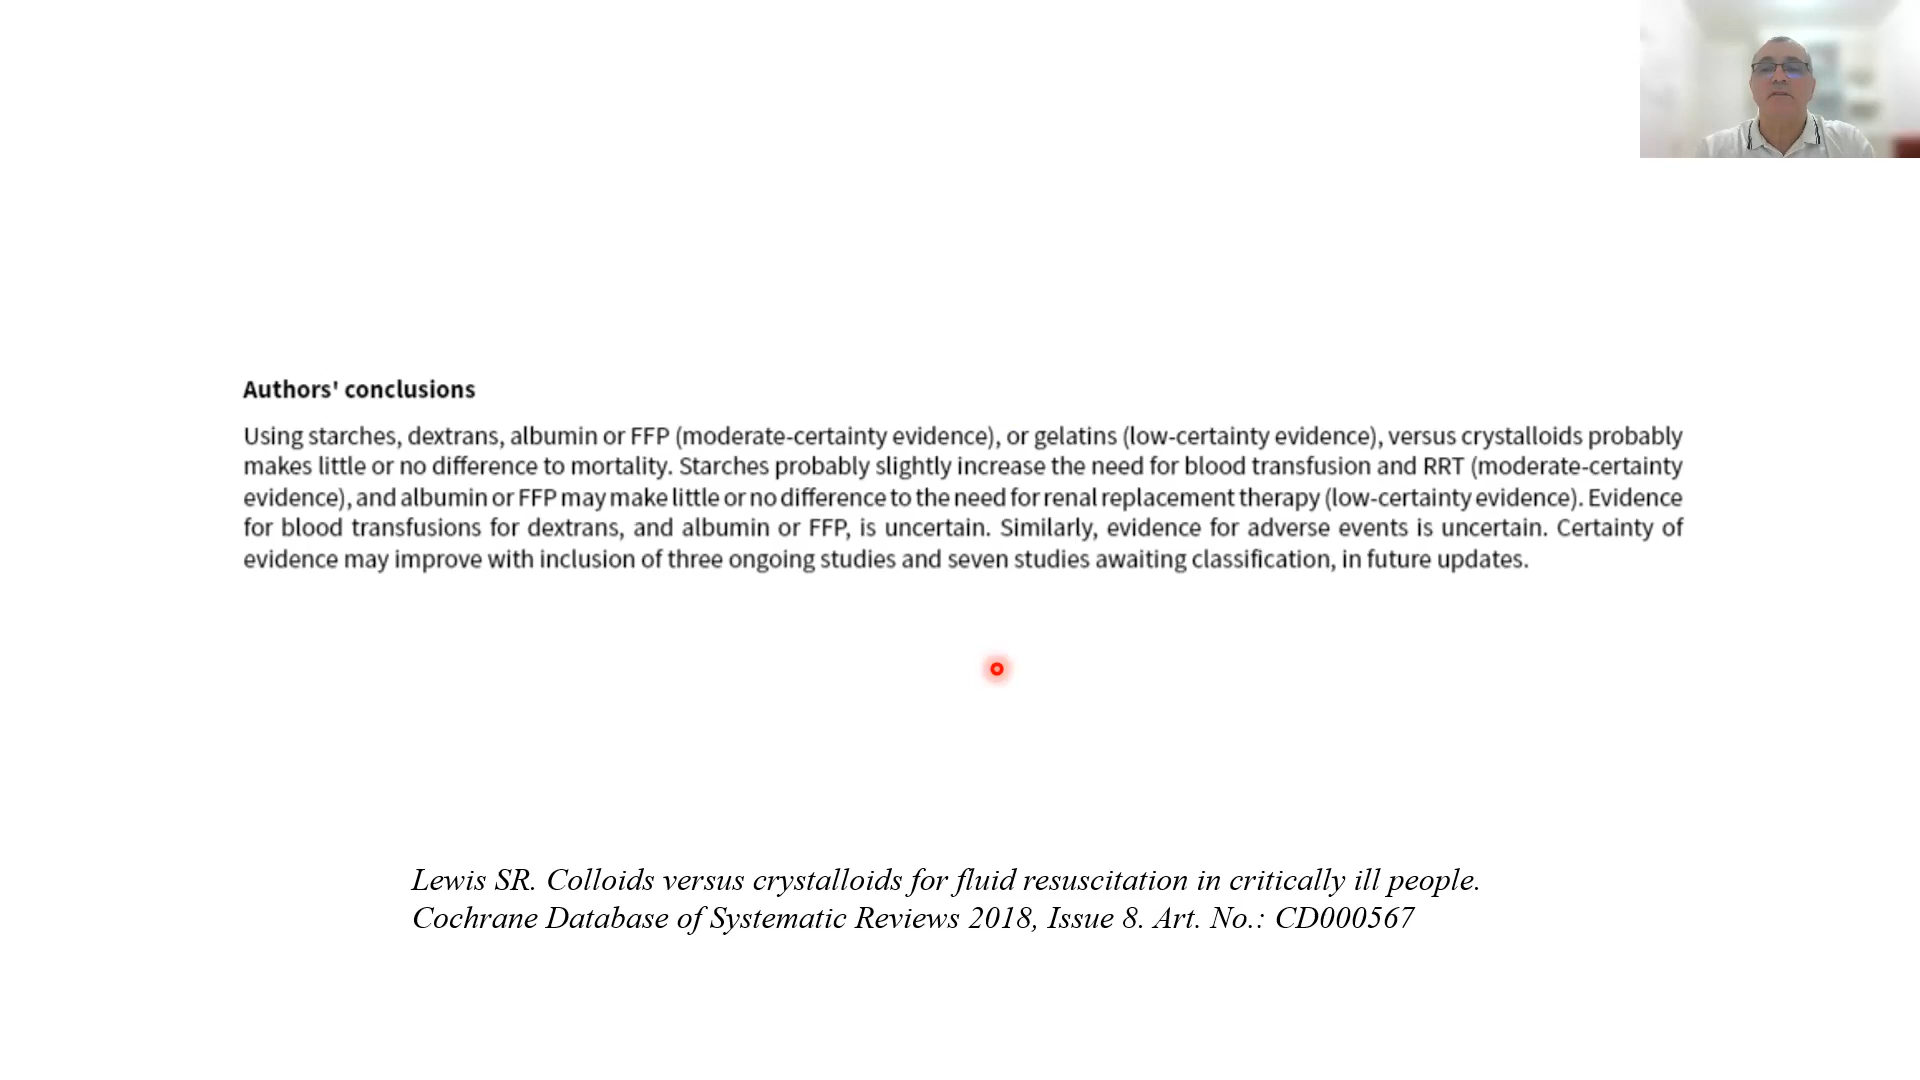 Authors' conclusions
Using starches, dextrans, albumin or FFP (moderate-certainty evidence), or gelatins (low-certainty evidence), versus crystalloids probably
makes little or no difference to mortality. Starches probably slightly increase the need for blood transfusion and RRT (moderate-certainty
evidence), and albumin or FFP may make little or no difference to the need for renal replacement therapy (low-certainty evidence). Evidence
for blood transfusions for dextrans, and albumin or FFP, is uncertain. Similarly, evidence for adverse events is uncertain. Certainty of
evidence may improve with inclusion of three ongoing studies and seven studies awaiting classification, in future updates.
Lewis SR. Colloids versus crystalloids for fluid resuscitation in critically ill people.
Cochrane Database of Systematic Reviews 2018, Issue 8. Art. No.: CD000567